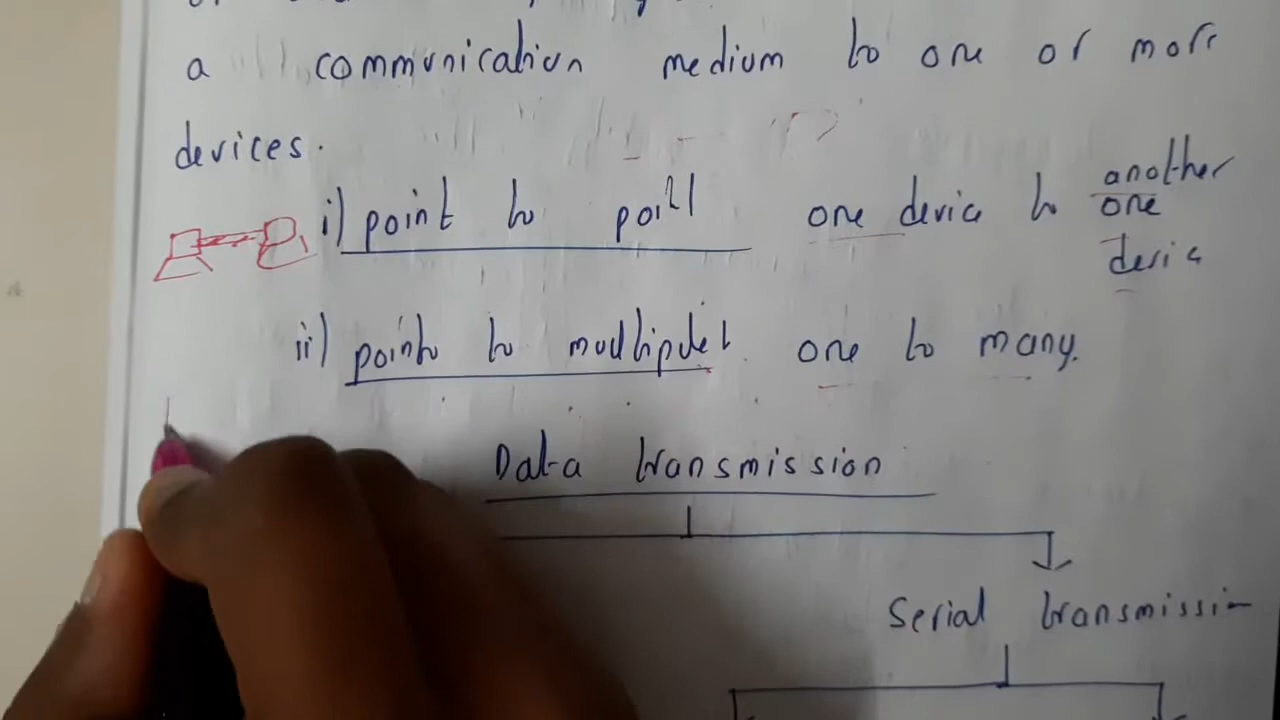 a communication medium to one or more
devices.
i) point to point one device to another
one
device
ii) point to multiplet one to many.
Data transmission
Serial transmission